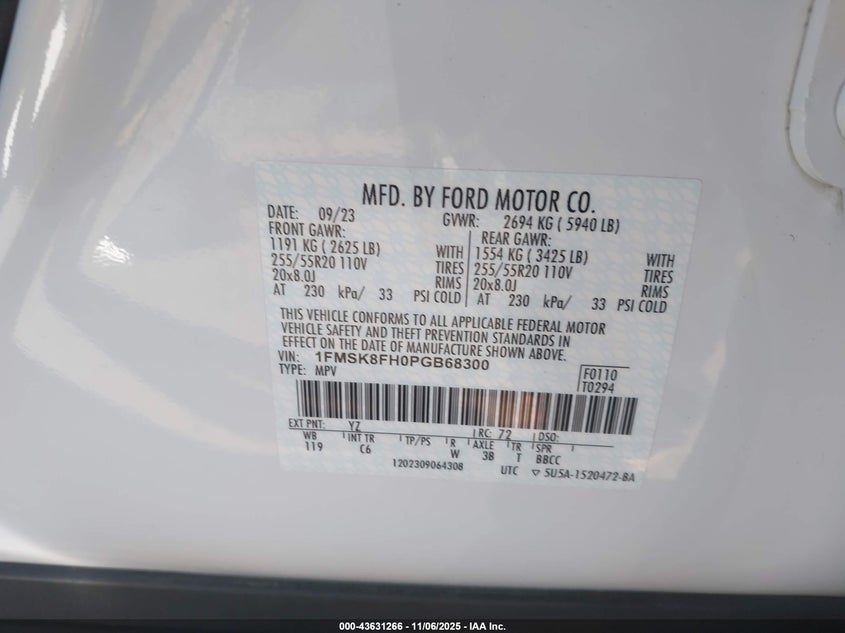 MFD. BY FORD MOTOR CO.
DATE: 09/23 GVWR: 2694 KG ( 5940 LB)
FRONT GAWR: REAR GAWR:
1191 KG ( 2625 LB) WITH 1554 KG ( 3425 LB) WITH
255/55R20 110V TIRES 255/55R20 110V TIRES
20x8.0J RIMS 20x8.0J RIMS
AT 230 kPa/ 33 PSI COLD AT 230 kPa/ 33 PSI COLD
THIS VEHICLE CONFORMS TO ALL APPLICABLE FEDERAL MOTOR
VEHICLE SAFETY AND THEFT PREVENTION STANDARDS IN
EFFECT ON THE DATE OF MANUFACTURE SHOWN ABOVE.
VIN: 1FMSK8FH0PGB68300
TYPE: MPV F0110
T0294
EXT PNT: YZ RC: 72 DSO:
WB INT TR TP/PS R AXLE TR SPR
119 C6 W 3B T BBCC
1202309064308 UTC ▽ 5U5A-1520472-BA
000-43631266 - 11/06/2025 - IAA Inc.